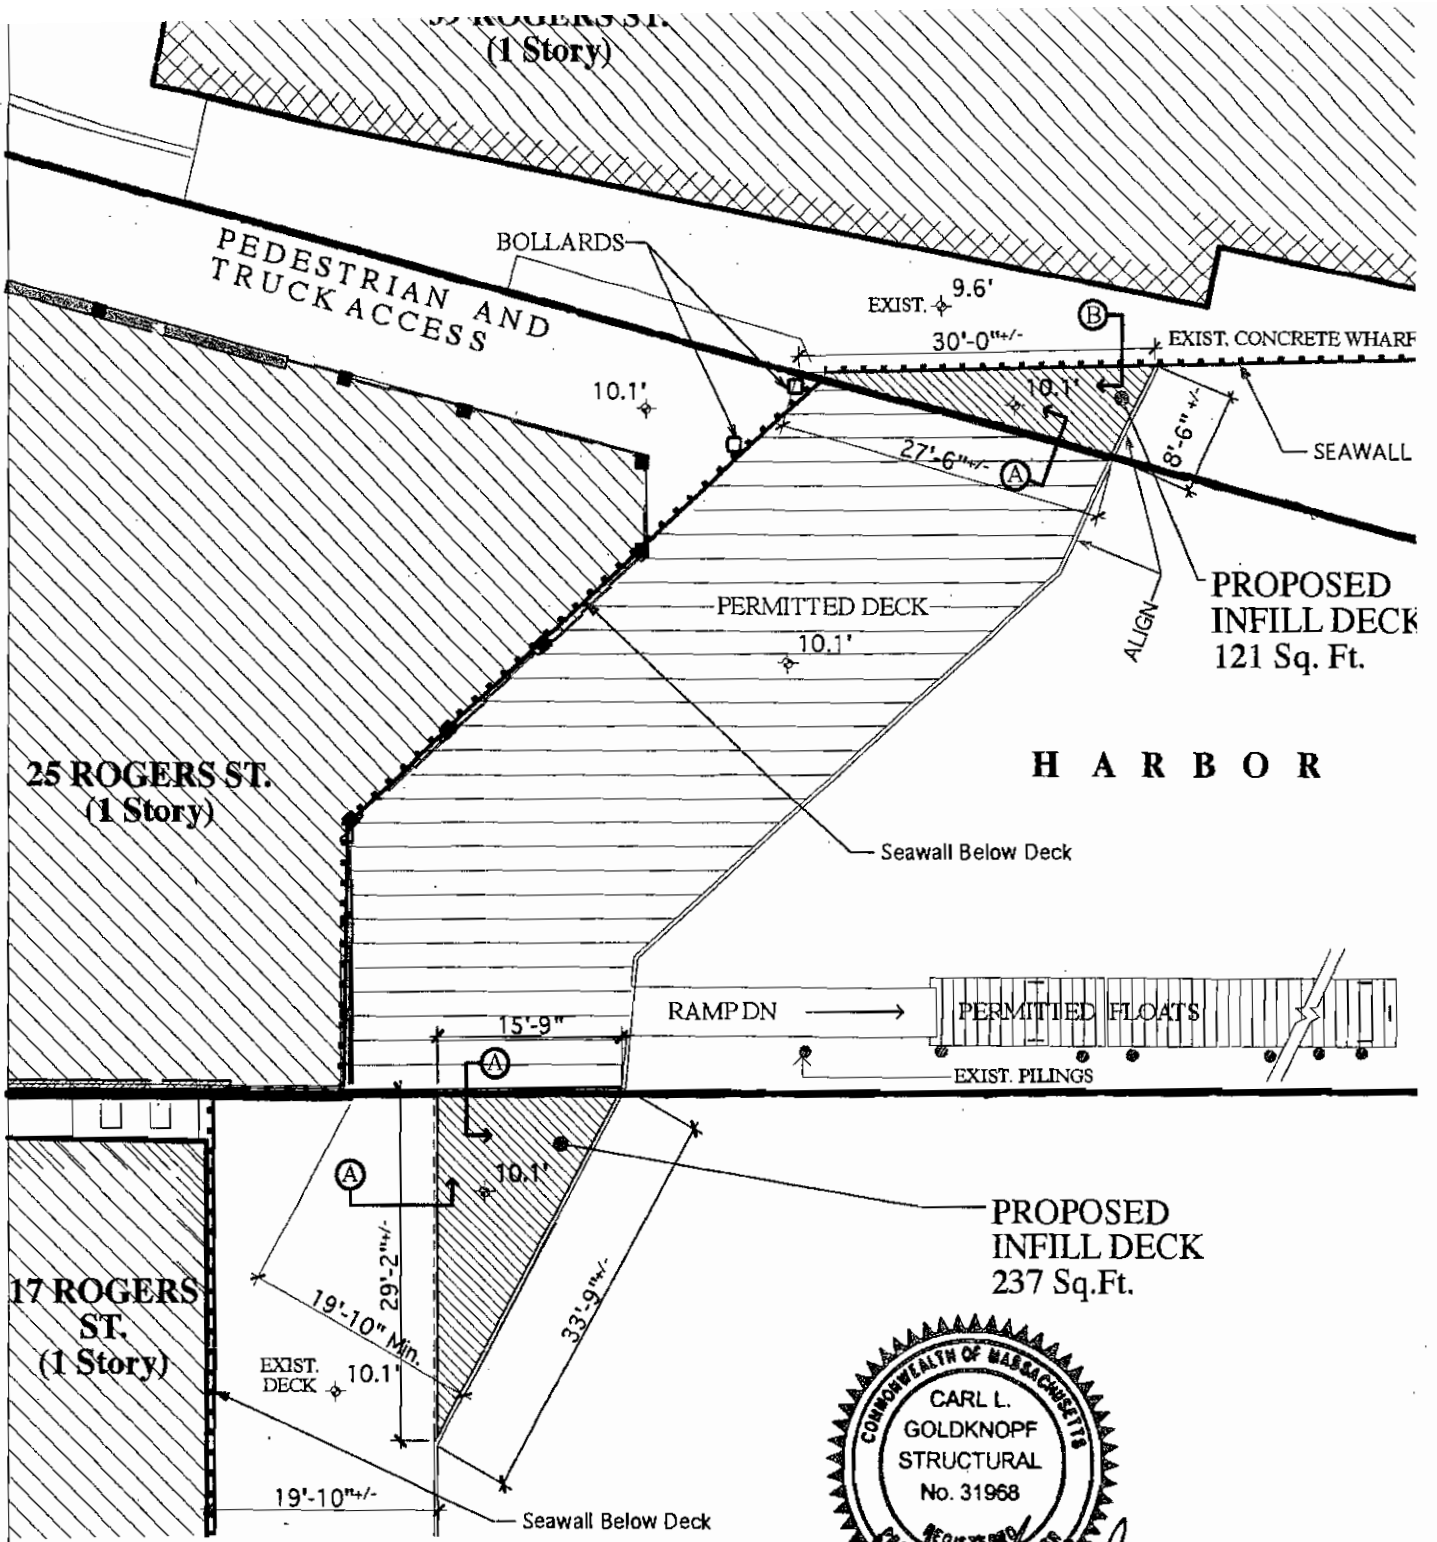 ROGERS ST.
(1 Story)
PEDESTRIAN AND
TRUCK ACCESS
BOLLARDS
EXIST. 9.6'
30'-0"+/-
B
EXIST. CONCRETE WHARF
10.1'
10.1'
8'-6"+/-
27'-6"+/-
A
SEAWALL
PERMITTED DECK
10.1'
ALIGN
PROPOSED
INFILL DECK
121 Sq. Ft.
HARBOR
25 ROGERS ST.
(1 Story)
Seawall Below Deck
RAMP DN
PERMITTED FLOATS
15'-9"
A
EXIST. PILINGS
A
10.1'
29'-2"+/-
33'-9"+/-
19'-10" Min.
PROPOSED
INFILL DECK
237 Sq.Ft.
17 ROGERS
ST.
(1 Story)
EXIST.
DECK
10.1'
19'-10"+/-
Seawall Below Deck
COMMONWEALTH OF MASSACHUSETTS
CARL L.
GOLDKNOPF
STRUCTURAL
No. 31968
REGISTERED